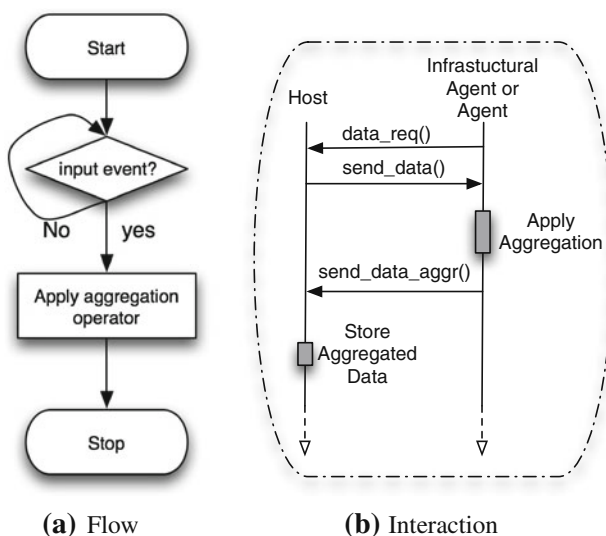 Start
input event?
No
yes
Apply aggregation
operator
Stop
(a) Flow
Host
Infrastuctural
Agent or
Agent
data_req()
send_data()
Apply
Aggregation
send_data_aggr()
Store
Aggregated
Data
(b) Interaction